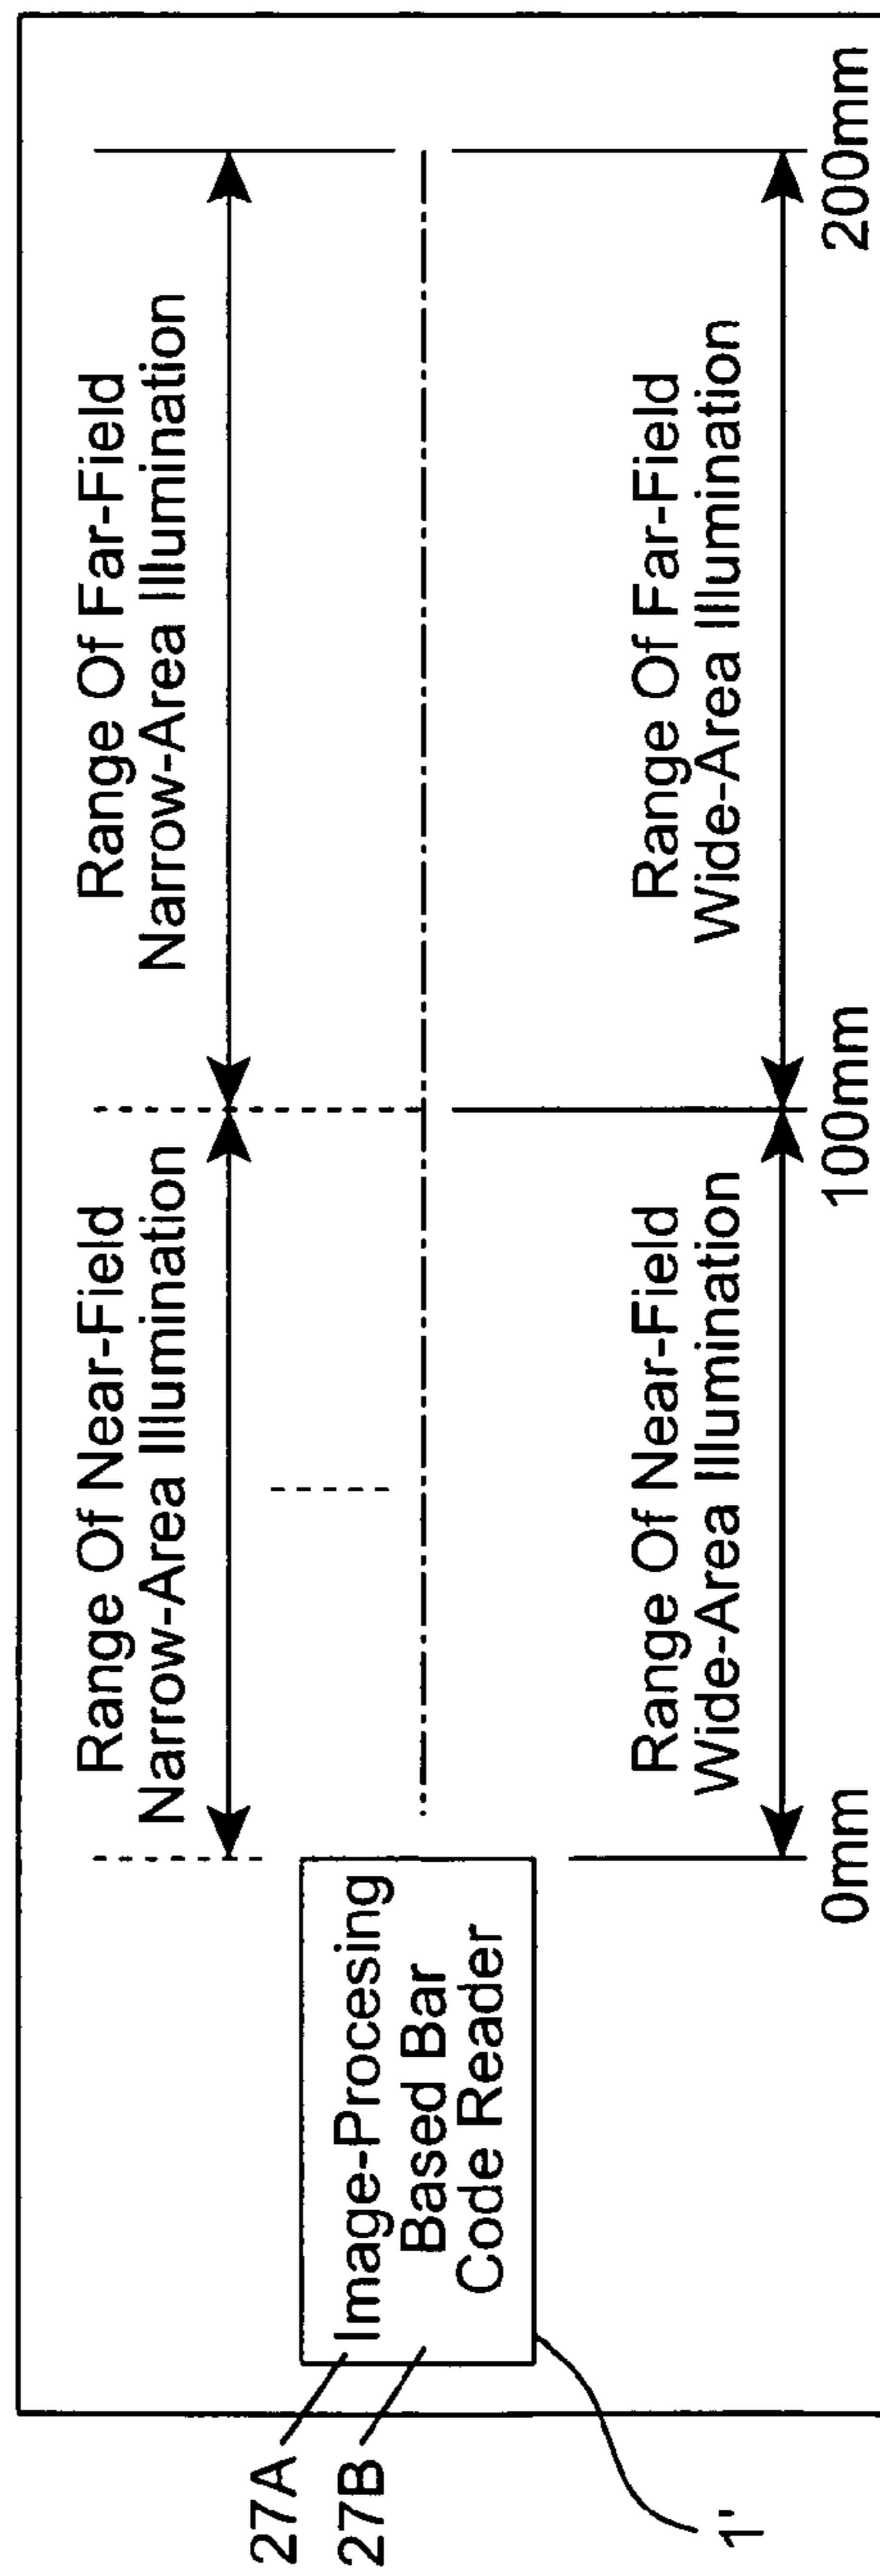 Range Of Near-Field
Narrow-Area Illumination
Range Of Far-Field
Narrow-Area Illumination
27A
27B
Image-Procesing
Based Bar
Code Reader
1'
Range Of Near-Field
Wide-Area Illumination
Range Of Far-Field
Wide-Area Illumination
0mm
100mm
200mm